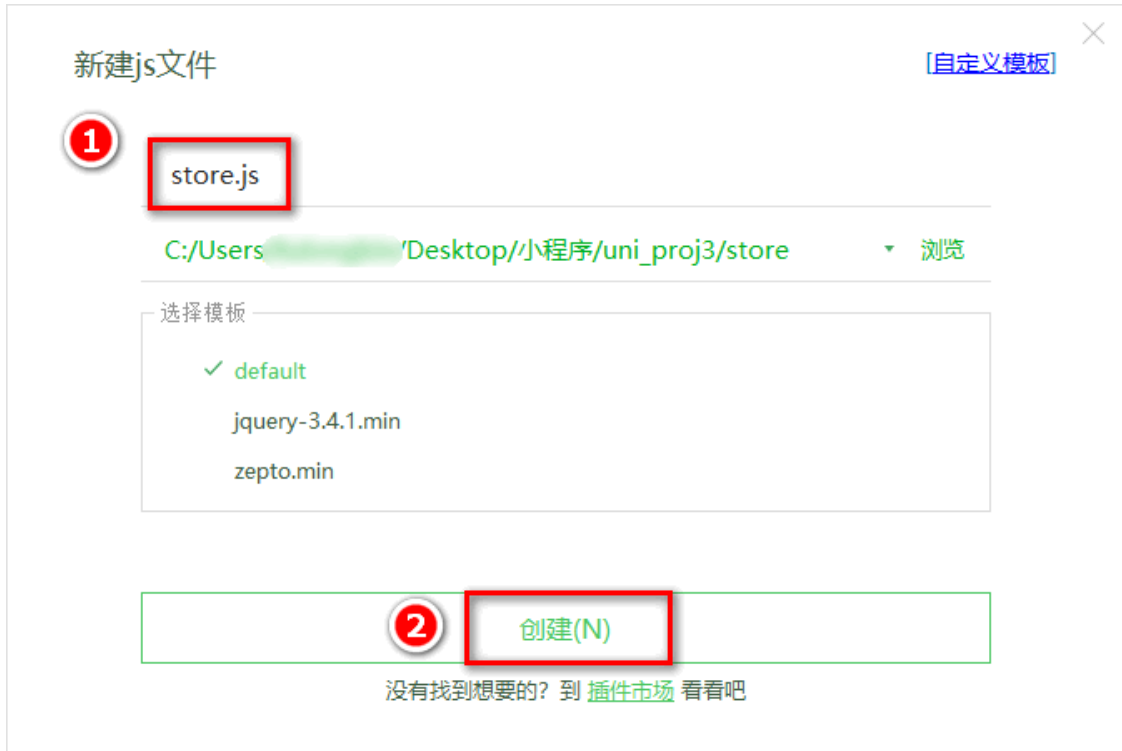 新建js文件
[自定义模板]
1
store.js
C:/Users /Desktop/小程序/uni_proj3/store 浏览
选择模板
default
jquery-3.4.1.min
zepto.min
2
创建(N)
没有找到想要的？到 插件市场 看看吧